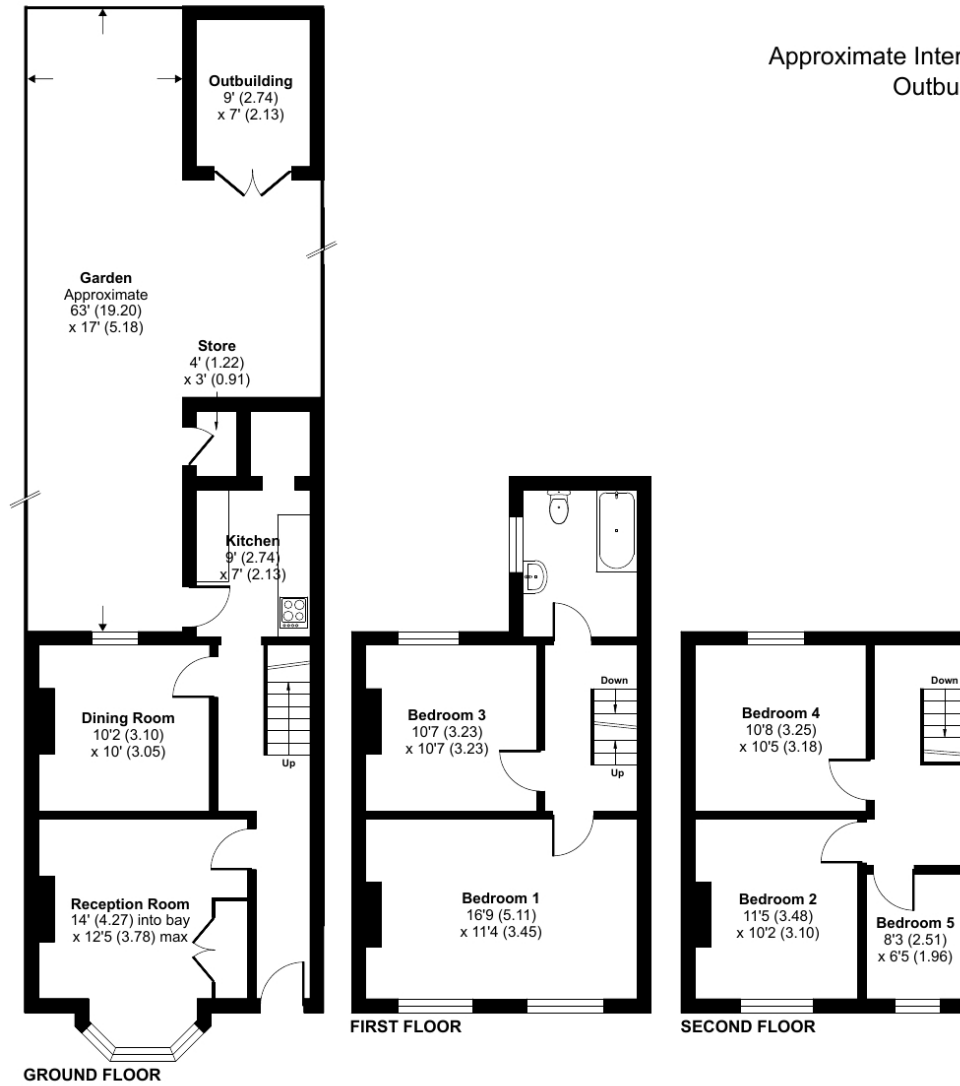 Approximate Inter
Outbu
Outbuilding
9' (2.74)
x 7' (2.13)
Garden
Approximate
63' (19.20)
x 17' (5.18)
Store
4' (1.22)
x 3' (0.91)
Kitchen
9' (2.74)
x 7' (2.13)
Dining Room
10'2 (3.10)
x 10' (3.05)
Up
Reception Room
14' (4.27) into bay
x 12'5 (3.78) max
GROUND FLOOR
Bedroom 3
10'7 (3.23)
x 10'7 (3.23)
Down
Up
Bedroom 1
16'9 (5.11)
x 11'4 (3.45)
FIRST FLOOR
Bedroom 4
10'8 (3.25)
x 10'5 (3.18)
Down
Bedroom 2
11'5 (3.48)
x 10'2 (3.10)
Bedroom 5
8'3 (2.51)
x 6'5 (1.96)
SECOND FLOOR